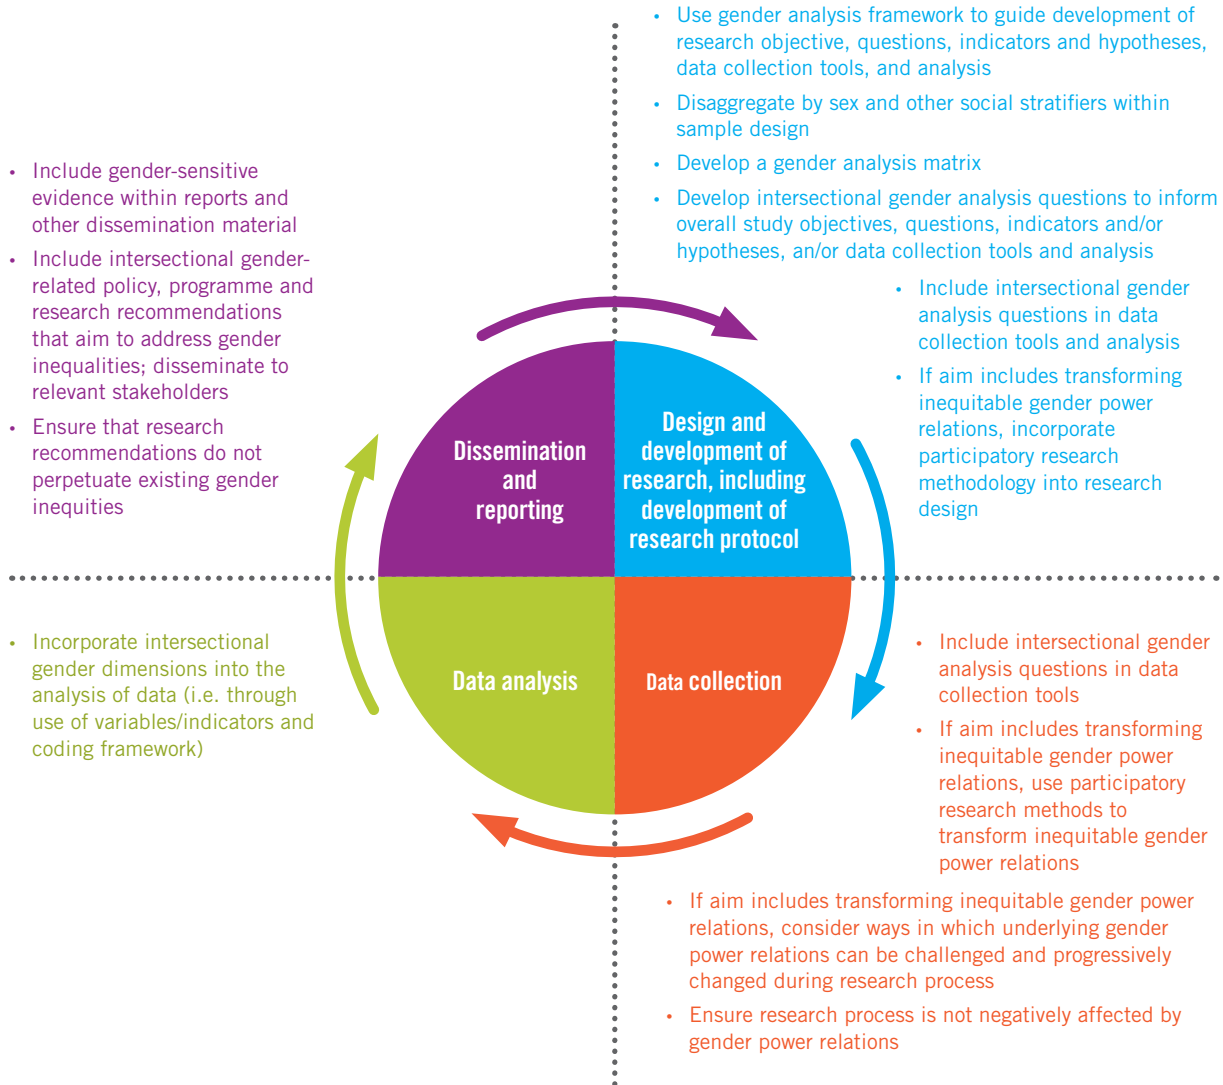 • Use gender analysis framework to guide development of
research objective, questions, indicators and hypotheses,
data collection tools, and analysis
• Disaggregate by sex and other social stratifiers within
sample design
• Develop a gender analysis matrix
• Develop intersectional gender analysis questions to inform
overall study objectives, questions, indicators and/or
hypotheses, an/or data collection tools and analysis
• Include intersectional gender
analysis questions in data
collection tools and analysis
• If aim includes transforming
inequitable gender power
relations, incorporate
participatory research
methodology into research
design
• Include gender-sensitive
evidence within reports and
other dissemination material
• Include intersectional gender-
related policy, programme and
research recommendations
that aim to address gender
inequalities; disseminate to
relevant stakeholders
• Ensure that research
recommendations do not
perpetuate existing gender
inequities
Dissemination
and
reporting
Design and
development of
research, including
development of
research protocol
Data analysis
Data collection
• Incorporate intersectional
gender dimensions into the
analysis of data (i.e. through
use of variables/indicators and
coding framework)
• Include intersectional gender
analysis questions in data
collection tools
• If aim includes transforming
inequitable gender power
relations, use participatory
research methods to
transform inequitable gender
power relations
• If aim includes transforming inequitable gender power
relations, consider ways in which underlying gender
power relations can be challenged and progressively
changed during research process
• Ensure research process is not negatively affected by
gender power relations